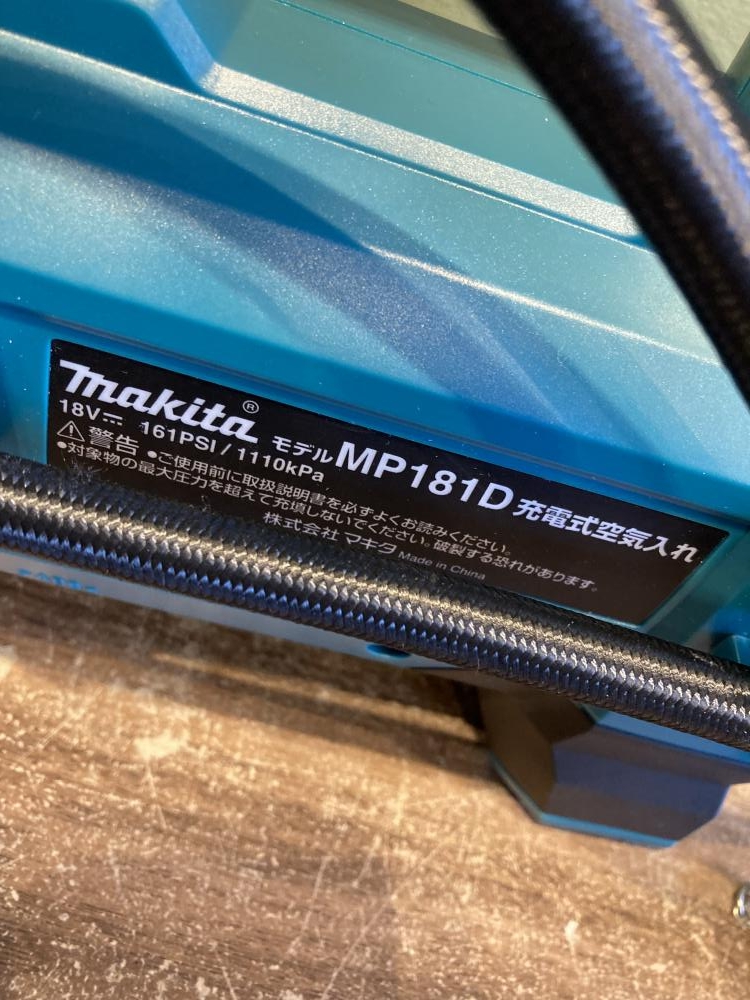 makita®
モデル MP181D 充電式空気入れ
18V⎓ 161PSI/1110kPa
⚠警告 •ご使用前に取扱説明書を必ずよくお読みください。
•対象物の最大圧力を超えて充填しないでください。破裂する恐れがあります。
株式会社 マキタ Made in China